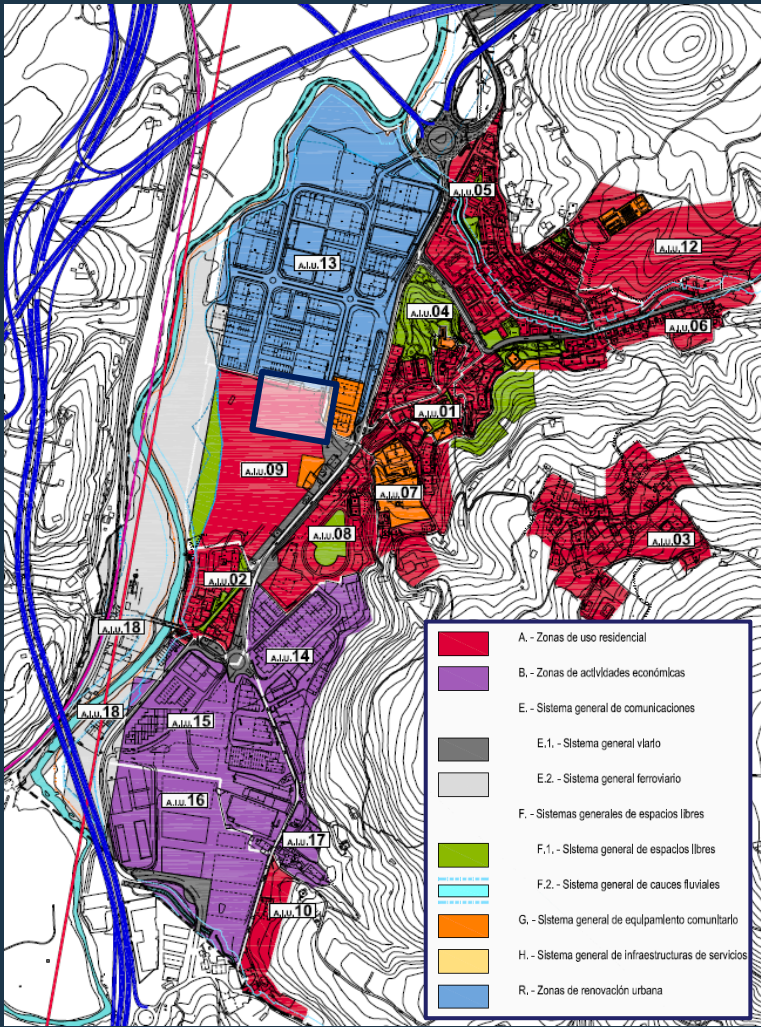 A.I.U.05
A.I.U.12
A.I.U.13
A.I.U.04
A.I.U.06
A.I.U.01
A.I.U.09
A.I.U.07
A.I.U.08
A.I.U.03
A.I.U.02
A.I.U.18
A.I.U.14
A.I.U.18
A.I.U.15
A.I.U.16
A.I.U.17
A.I.U.10
A. - Zonas de uso residencial
B. - Zonas de actividades económicas
E. - Sistema general de comunicaciones
E.1. - Sistema general viario
E.2. - Sistema general ferroviario
F. - Sistemas generales de espacios libres
F.1. - Sistema general de espacios libres
F.2. - Sistema general de cauces fluviales
G. - Sistema general de equipamiento comunitario
H. - Sistema general de infraestructuras de servicios
R. - Zonas de renovación urbana